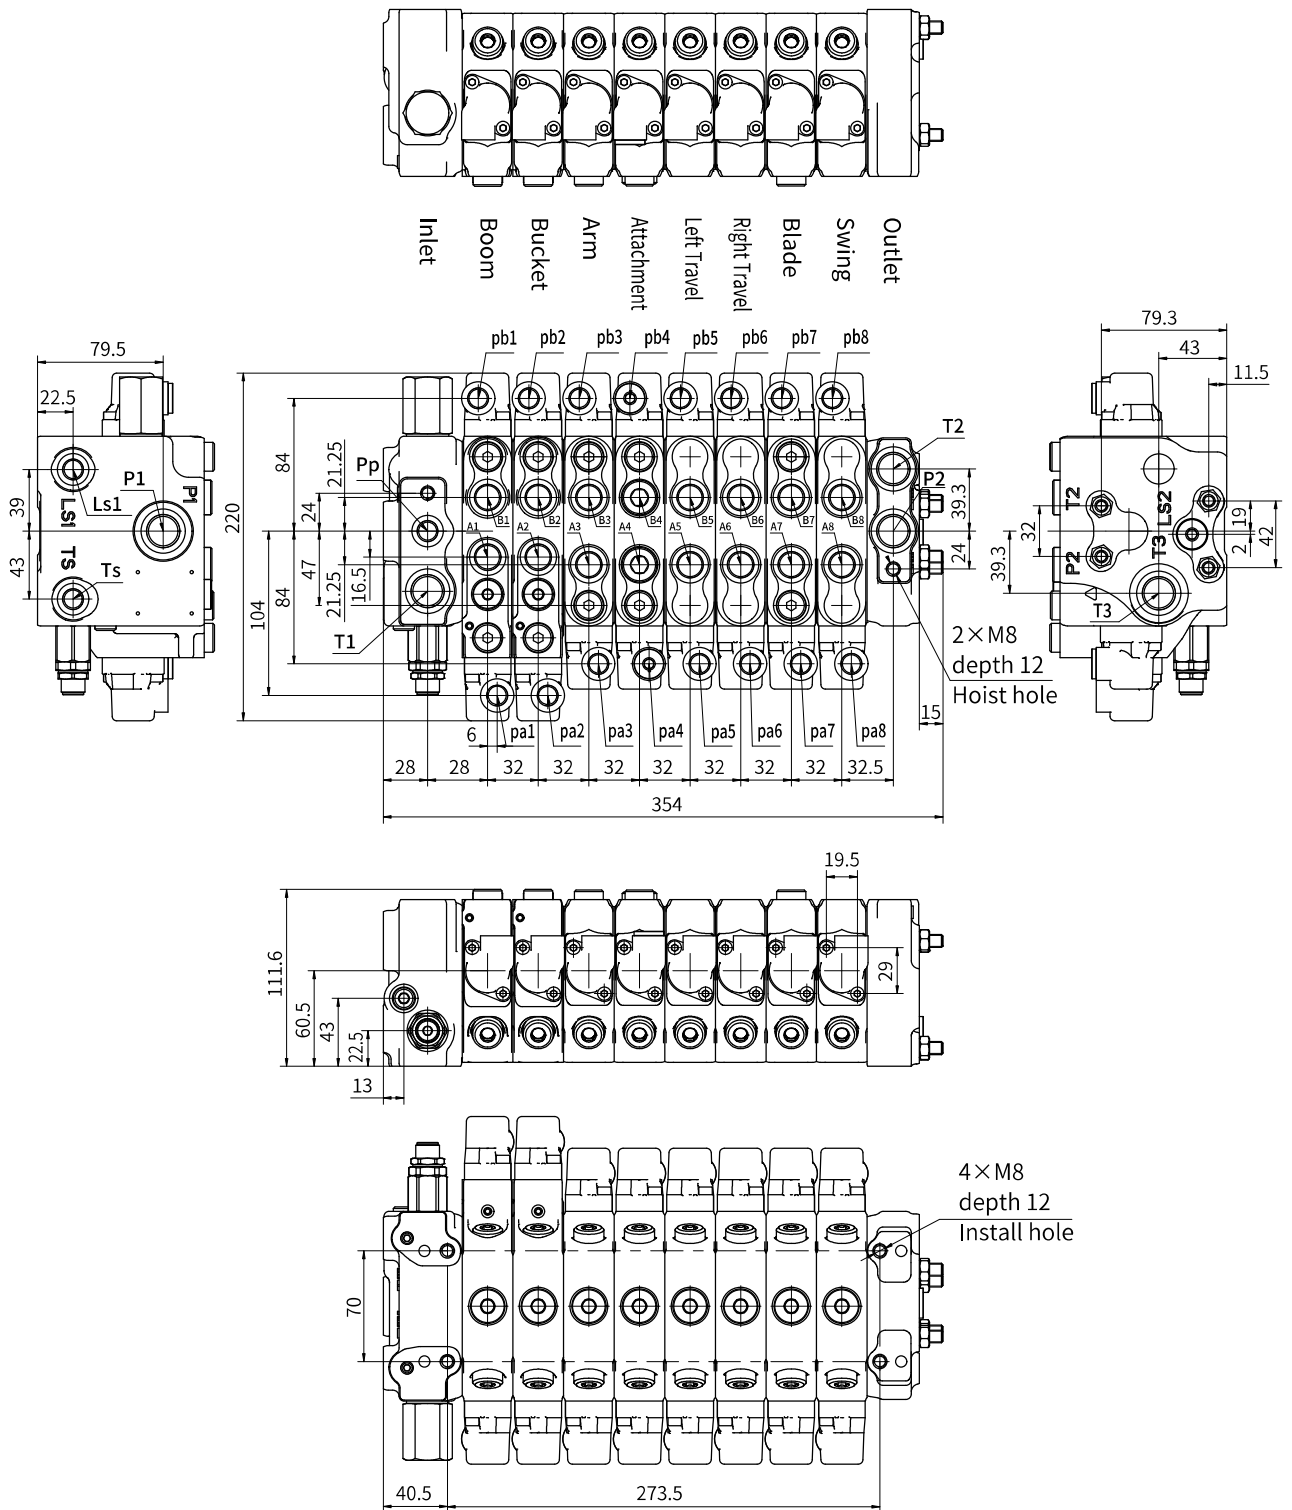 Inlet
Boom
Bucket
Arm
Attachment
Left Travel
Right Travel
Blade
Swing
Outlet
79.5
22.5
39
43
P1
P1
Ls1
LS1
TS
Ts
pb1
pb2
pb3
pb4
pb5
pb6
pb7
pb8
220
84
21.25
24
Pp
104
84
47
21.25
16.5
T1
A1
B1
A2
B2
A3
B3
A4
B4
A5
B5
A6
B6
A7
B7
A8
B8
T2
P2
39.3
24
2×M8
depth 12
Hoist hole
15
6
pa1
pa2
pa3
pa4
pa5
pa6
pa7
pa8
28
28
32
32
32
32
32
32
32
32.5
354
79.3
43
11.5
T2
LS2
P2
T3
T3
32
39.3
19
2
42
19.5
29
111.6
60.5
43
22.5
13
4×M8
depth 12
Install hole
70
40.5
273.5